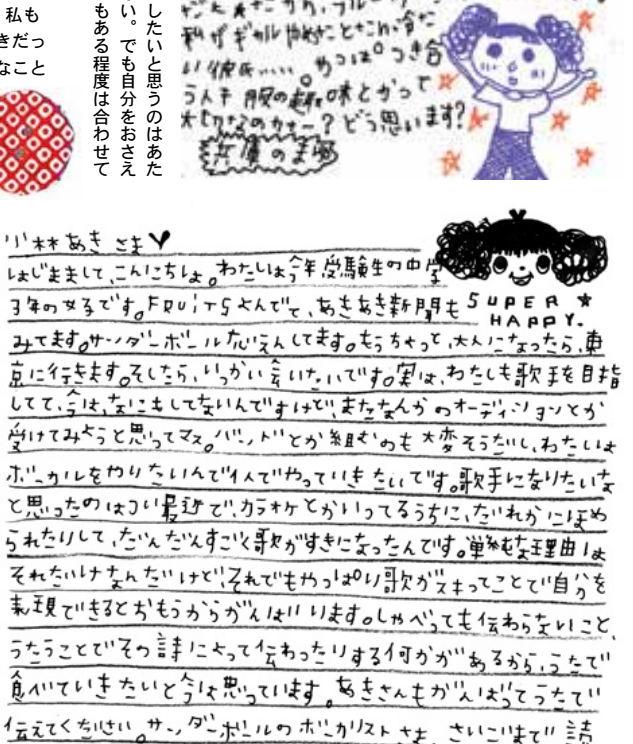 私も
きだっ
なこと
したいと思うのはあた
い。でも自分をおさえ
もある程度は合わせて
い彼氏…。やっぱつき合
う人チ 服の趣味とかって
大切なのカナー?どう思います?
兵庫の
小林あきさま♥
はじまして、こんにちは。わたしは今年受験生の中学
3年の女子です。FRUiTSよんでて、あきあき新聞も
SUPER ★
HAPPY.
みてます。サンダーボール応えんしてます。もうちょっと、大人になったら、東
京に行きます。そしたら、いっかい会いたいです。実は、わたしも歌手を目指
してて、今は、なにもしてないんですけど、またなんかのオーディションとか
受けてみようと思ってマス。バンドとか組むのも大変そうだし、わたしは
ボーカルをやりたいんで1人でやっていきたいです。歌手になりたいな
と思ったのはつい最近で、カラオケとかいってるうちに、だれかにほめ
られたりして、だんだんすごく歌がすきになったんです。単純な理由は
それだけなんだけど、それでもやっぱり歌がスキってことで自分を
表現できるとおもうからがんばります。しゃべっても伝わらないこと、
うたうことでその詩によって伝わったりする何かがあるから、うたで
食べていきたいと今は思っています。あきさんもがんばってうたで
伝えてください。サンダーボールのボーカリストさま、さいごまで読